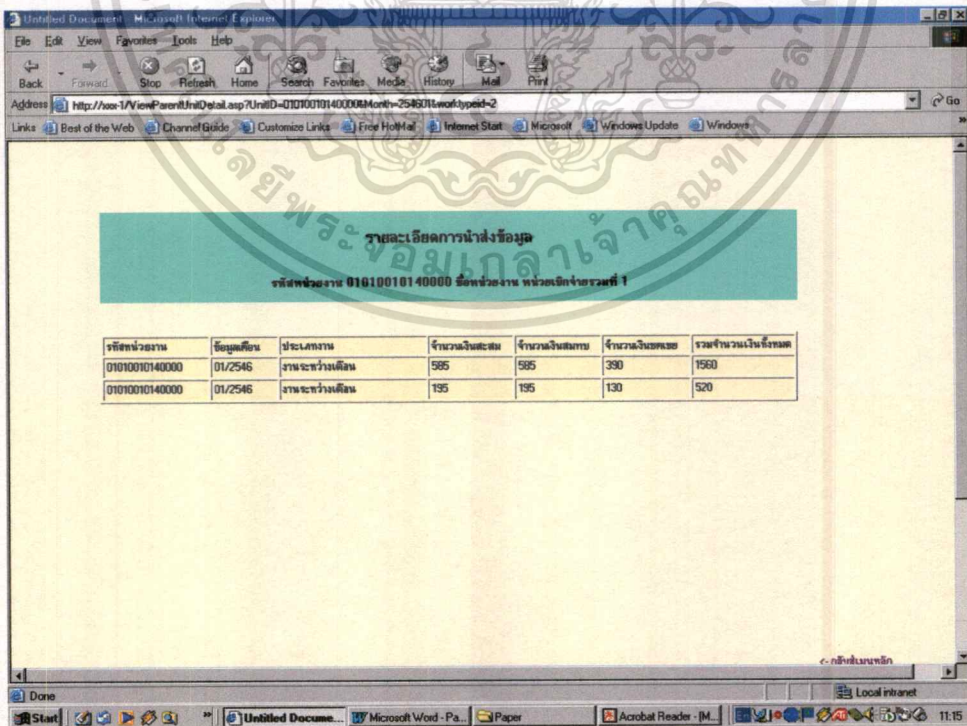 Untitled Document - Microsoft Internet Explorer
File Edit View Favorites Tools Help
Back Forward Stop Refresh Home Search Favorites Media History Mail Print
Address http://xxx-1/ViewParentUnitDetail.asp?UnitID=01010010140000&Month=254601&worktypeid=2 Go
Links Best of the Web Channel Guide Customize Links Free HotMail Internet Start Microsoft Windows Update Windows
รายละเอียดการนำส่งข้อมูล
รหัสหน่วยงาน 01010010140000 ชื่อหน่วยงาน หน่วยเบิกจ่ายรวมที่ 1
รหัสหน่วยงาน ข้อมูลเดือน ประเภทงาน จำนวนเงินสะสม จำนวนเงินสมทบ จำนวนเงินชดเชย รวมจำนวนเงินทั้งหมด
01010010140000 01/2546 งานระหว่างเดือน 585 585 390 1560
01010010140000 01/2546 งานระหว่างเดือน 195 195 130 520
<- กลับสู่เมนูหลัก
Done Local intranet
Start Untitled Docume... Microsoft Word - Pa... Paper Acrobat Reader - [M... 11:15